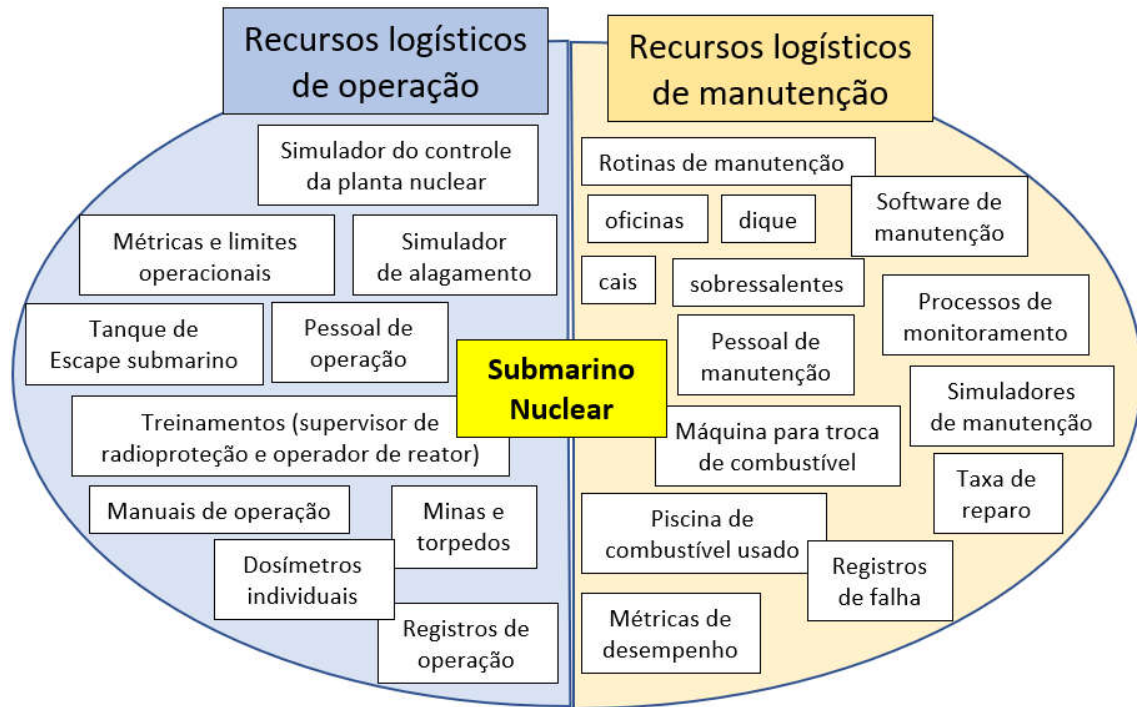 Recursos logísticos
de operação
Simulador do controle
da planta nuclear
Métricas e limites
operacionais
Simulador
de alagamento
Tanque de
Escape submarino
Pessoal de
operação
Treinamentos (supervisor de
radioproteção e operador de reator)
Manuais de operação
Minas e
torpedos
Dosímetros
individuais
Registros de
operação
Submarino
Nuclear
Recursos logísticos
de manutenção
Rotinas de manutenção
oficinas
dique
Software de
manutenção
cais
sobressalentes
Processos de
monitoramento
Pessoal de
manutenção
Simuladores
de manutenção
Máquina para troca
de combustível
Taxa de
reparo
Piscina de
combustível usado
Registros
de falha
Métricas de
desempenho